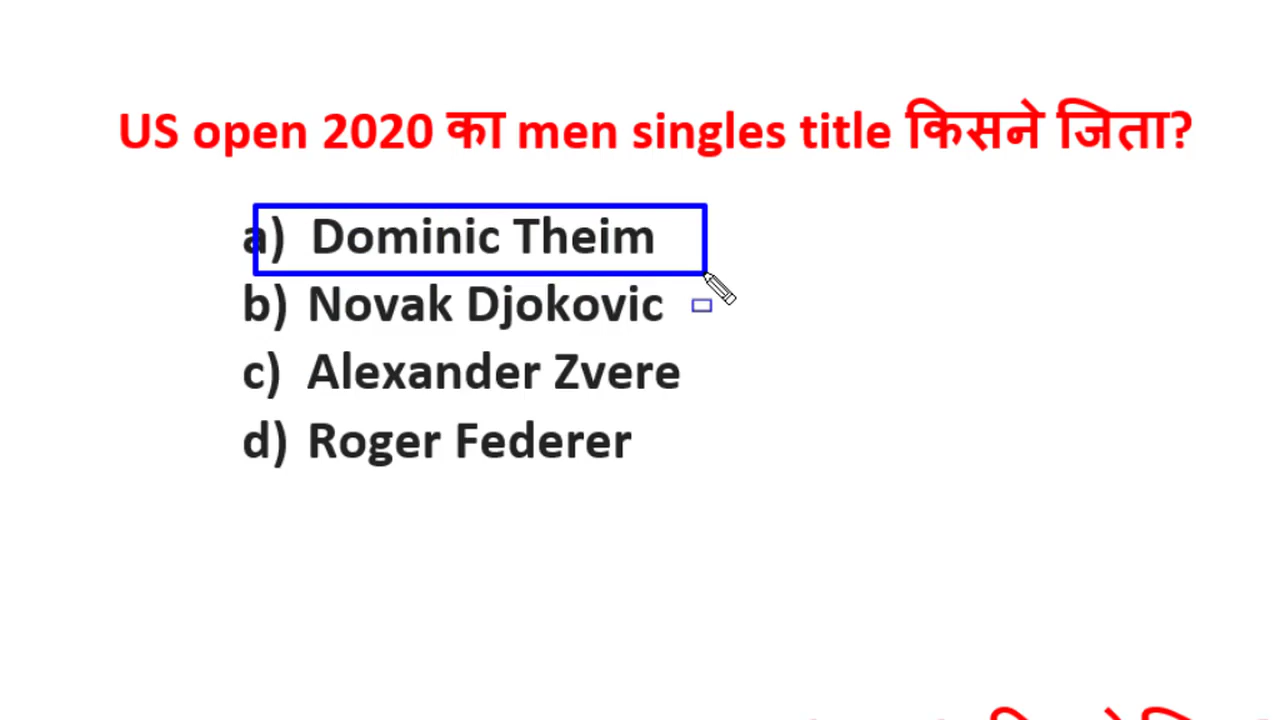 US open 2020 का men singles title किसने जिता?
a) Dominic Theim
b) Novak Djokovic
c) Alexander Zvere
d) Roger Federer